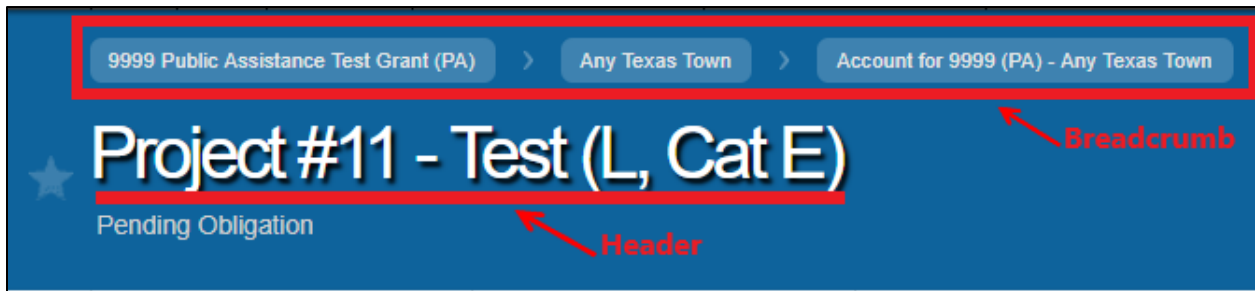 9999 Public Assistance Test Grant (PA) > Any Texas Town > Account for 9999 (PA) - Any Texas Town
Breadcrumb
Project #11 - Test (L, Cat E)
Pending Obligation
Header